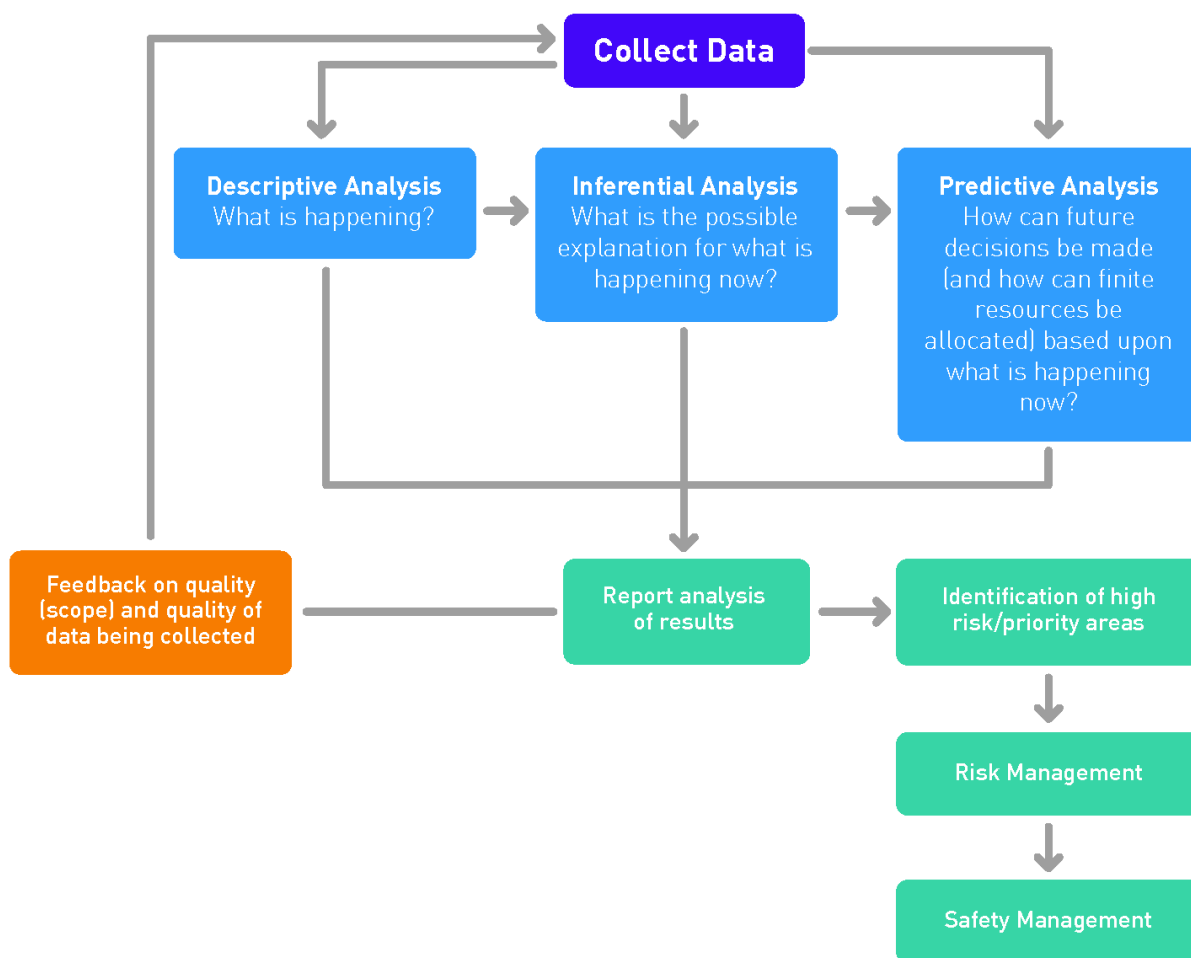 Collect Data
Descriptive Analysis
What is happening?
Inferential Analysis
What is the possible
explanation for what is
happening now?
Predictive Analysis
How can future
decisions be made
(and how can finite
resources be
allocated) based upon
what is happening
now?
Feedback on quality
(scope) and quality of
data being collected
Report analysis
of results
Identification of high
risk/priority areas
Risk Management
Safety Management